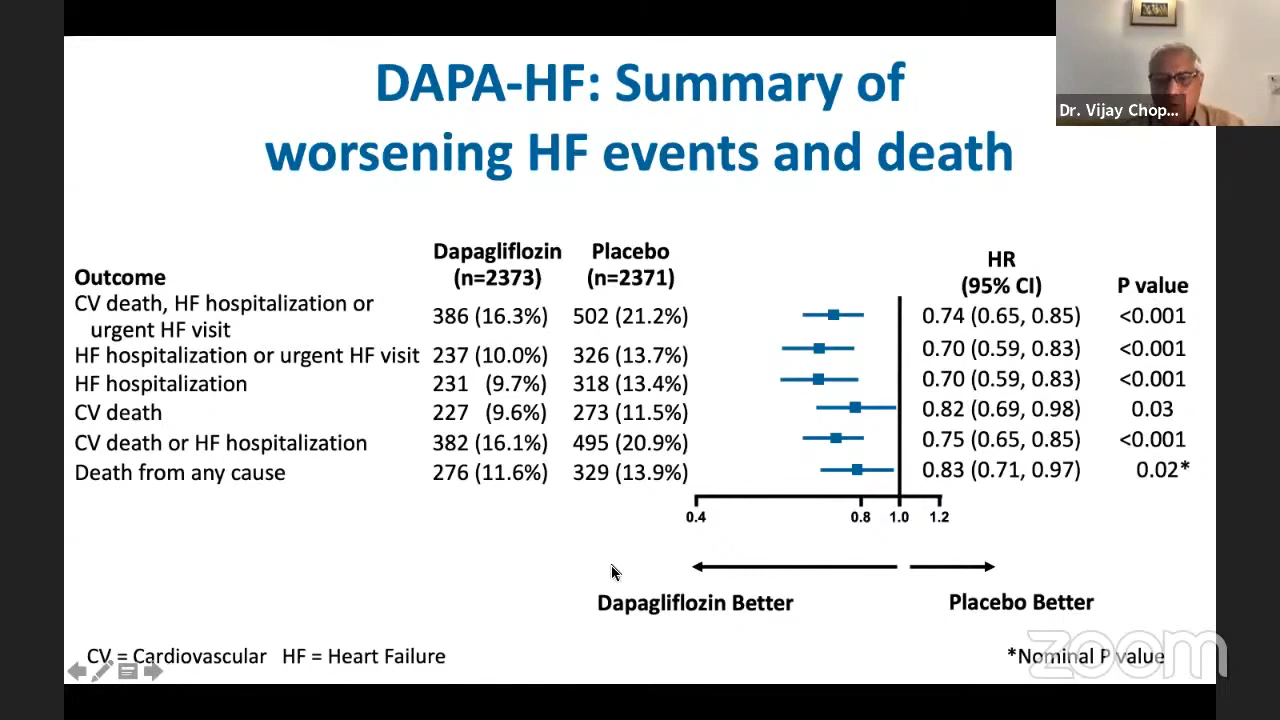 DAPA-HF: Summary of
worsening HF events and death
Dr. Vijay Chop...
Outcome
Dapagliflozin
(n=2373)
Placebo
(n=2371)
HR
(95% CI)
P value
CV death, HF hospitalization or
urgent HF visit
386 (16.3%) 502 (21.2%) 0.74 (0.65, 0.85) <0.001
HF hospitalization or urgent HF visit 237 (10.0%) 326 (13.7%) 0.70 (0.59, 0.83) <0.001
HF hospitalization 231 (9.7%) 318 (13.4%) 0.70 (0.59, 0.83) <0.001
CV death 227 (9.6%) 273 (11.5%) 0.82 (0.69, 0.98) 0.03
CV death or HF hospitalization 382 (16.1%) 495 (20.9%) 0.75 (0.65, 0.85) <0.001
Death from any cause 276 (11.6%) 329 (13.9%) 0.83 (0.71, 0.97) 0.02*
0.4 0.8 1.0 1.2
Dapagliflozin Better Placebo Better
CV = Cardiovascular HF = Heart Failure
*Nominal P value
zoom